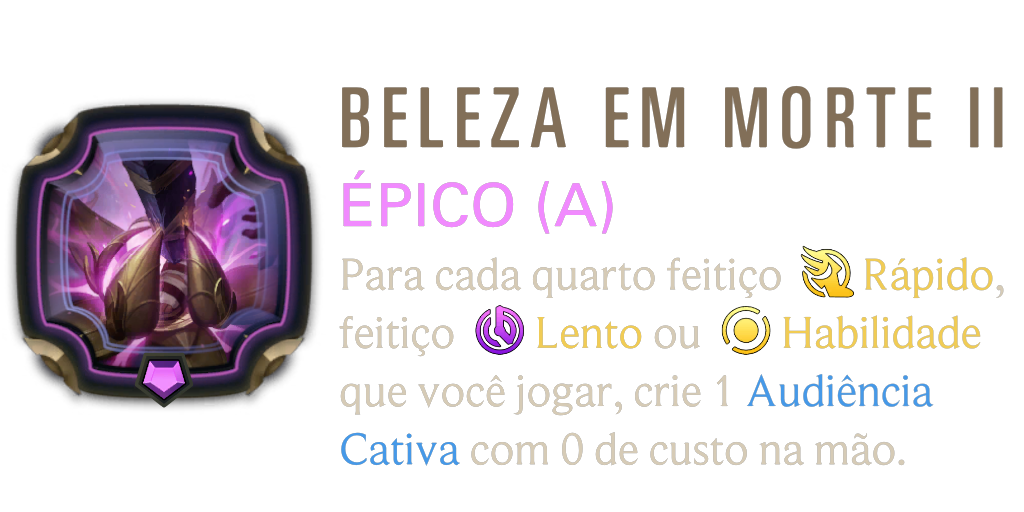 BELEZA EM MORTE II
ÉPICO (A)
Para cada quarto feitiço Rápido,
feitiço Lento ou Habilidade
que você jogar, crie 1 Audiência
Cativa com 0 de custo na mão.